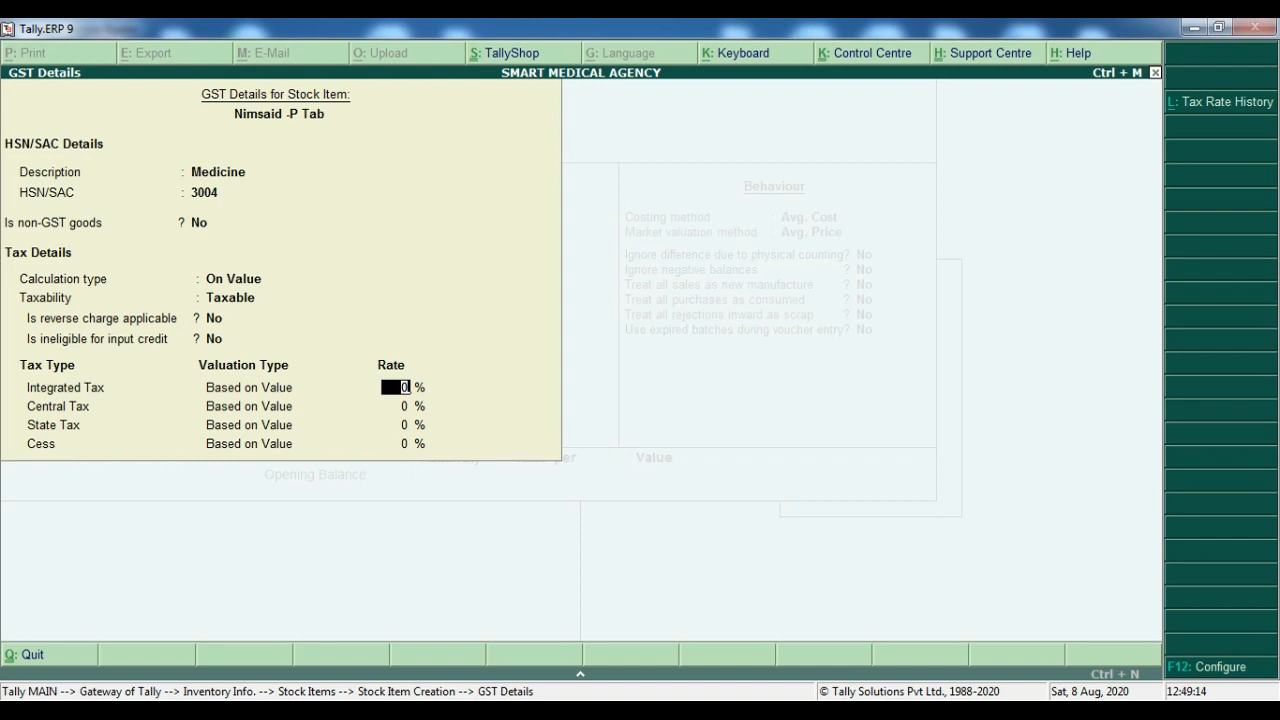 Tally.ERP 9
P: Print E: Export M: E-Mail O: Upload S: TallyShop G: Language K: Keyboard K: Control Centre H: Support Centre H: Help
GST Details SMART MEDICAL AGENCY Ctrl + M
L: Tax Rate History
GST Details for Stock Item:
Nimsaid -P Tab
HSN/SAC Details
Description : Medicine
HSN/SAC : 3004
Is non-GST goods ? No
Tax Details
Calculation type : On Value
Taxability : Taxable
Is reverse charge applicable ? No
Is ineligible for input credit ? No
Tax Type Valuation Type Rate
Integrated Tax Based on Value 0 %
Central Tax Based on Value 0 %
State Tax Based on Value 0 %
Cess Based on Value 0 %
Behaviour
Costing method : Avg. Cost
Market valuation method : Avg. Price
Ignore difference due to physical counting? No
Ignore negative balances ? No
Treat all sales as new manufacture ? No
Treat all purchases as consumed ? No
Treat all rejections inward as scrap ? No
Use expired batches during voucher entry? No
per Value
Opening Balance
Q: Quit
Ctrl + N
F12: Configure
Tally MAIN --> Gateway of Tally --> Inventory Info. --> Stock Items --> Stock Item Creation --> GST Details © Tally Solutions Pvt Ltd., 1988-2020 Sat, 8 Aug, 2020 12:49:14